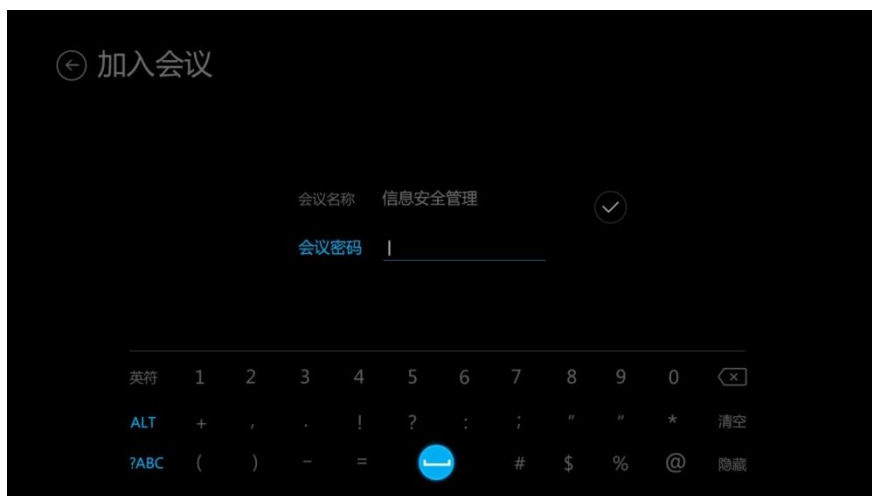 加入会议
会议名称 信息安全管理
会议密码
英符 1 2 3 4 5 6 7 8 9 0
ALT + , . ! ? : ; " " * 清空
?ABC ( ) - = # $ % @ 隐藏